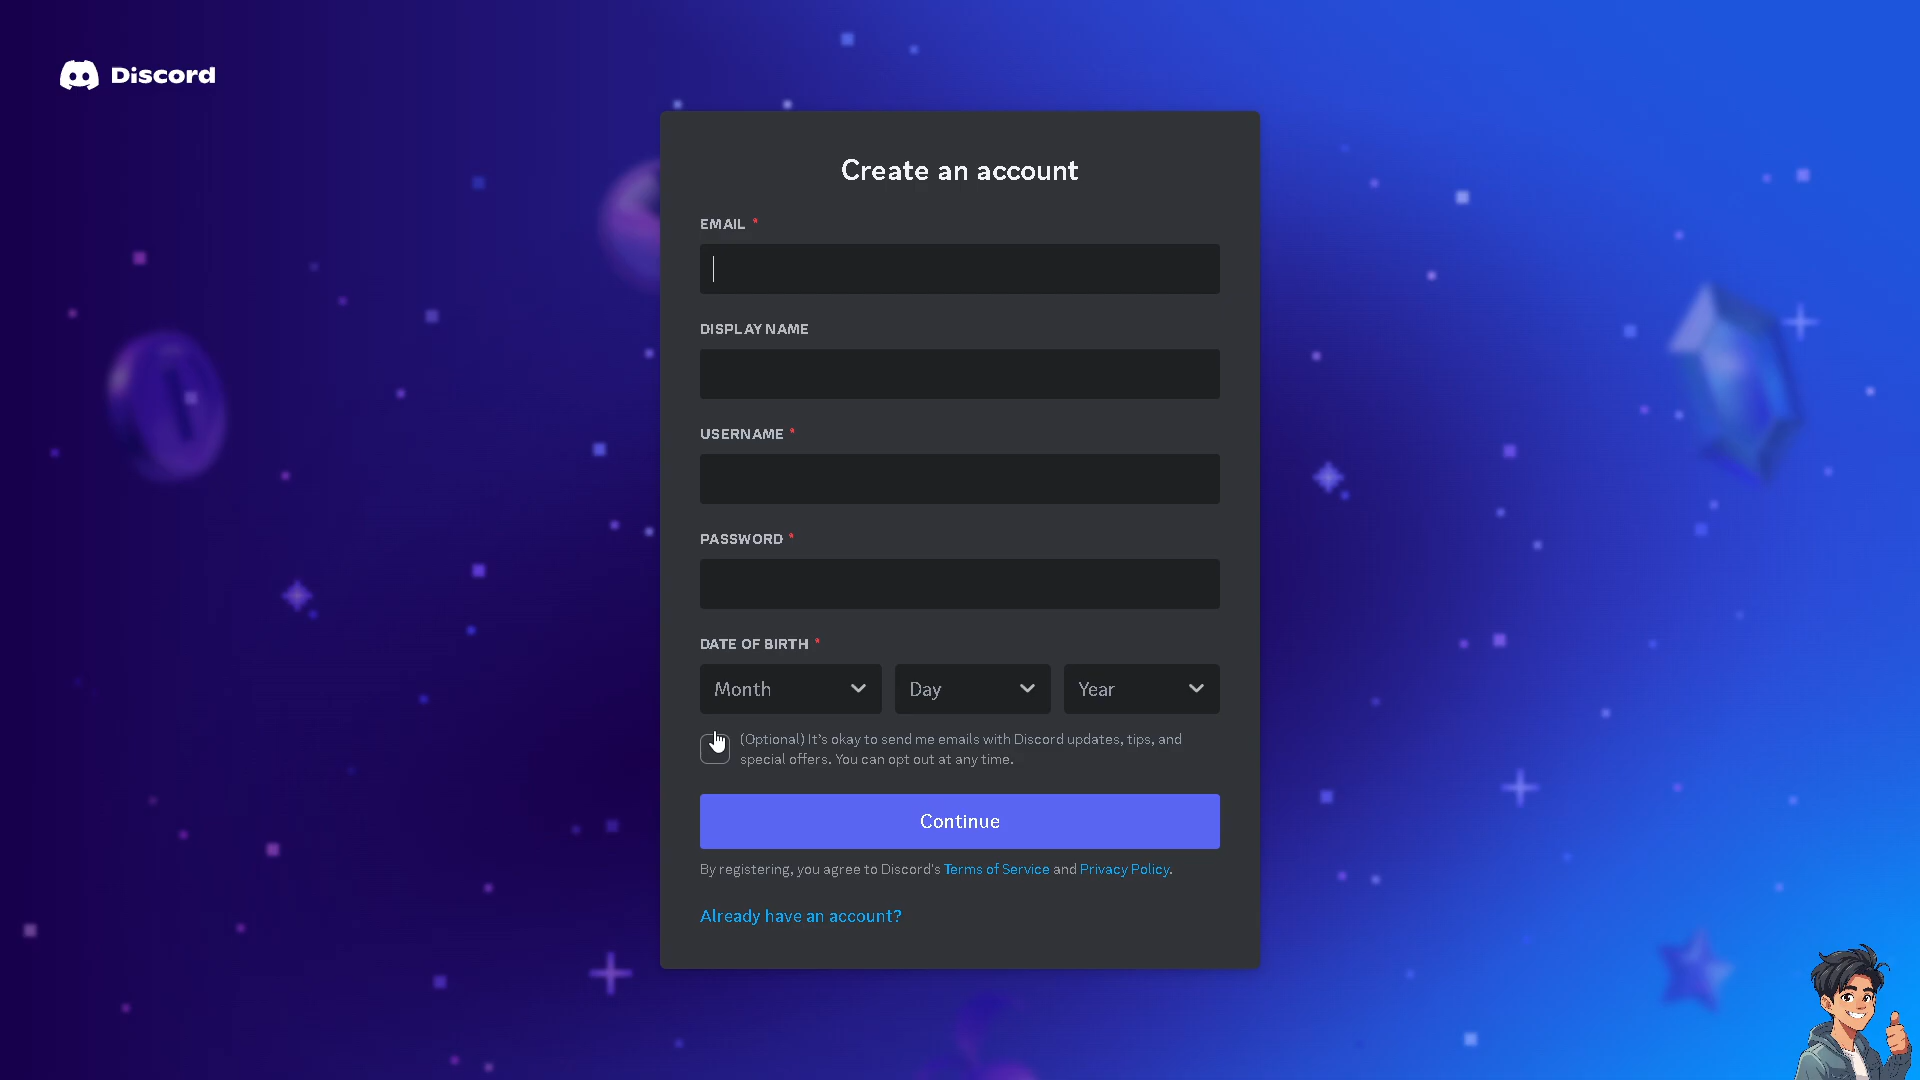 Discord
Create an account
EMAIL *
DISPLAY NAME
USERNAME *
PASSWORD *
DATE OF BIRTH *
Month Day Year
(Optional) It's okay to send me emails with Discord updates, tips, and
special offers. You can opt out at any time.
Continue
By registering, you agree to Discord's Terms of Service and Privacy Policy.
Already have an account?